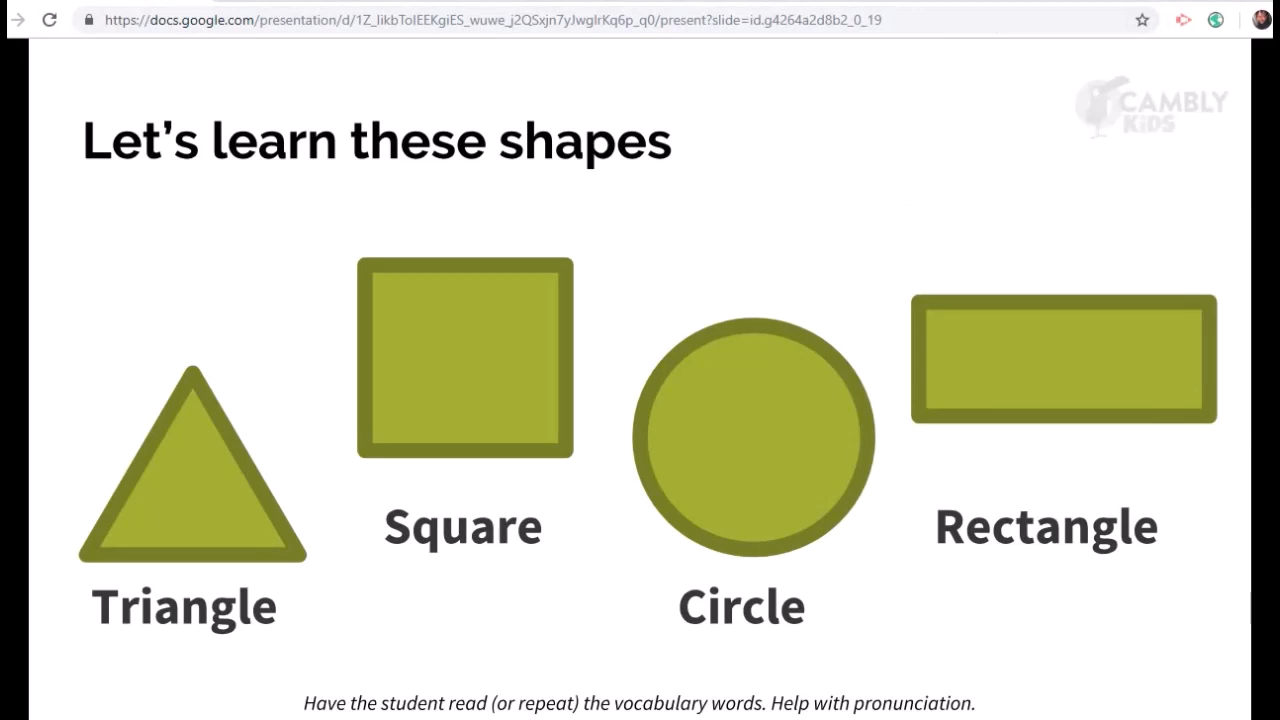 https://docs.google.com/presentation/d/1Z_likbTolEEKgiES_wuwe_j2QSxjn7yJwglrKq6p_q0/present?slide=id.g4264a2d8b2_0_19
CAMBLY
KiDS
Let's learn these shapes
Square
Rectangle
Triangle
Circle
Have the student read (or repeat) the vocabulary words. Help with pronunciation.